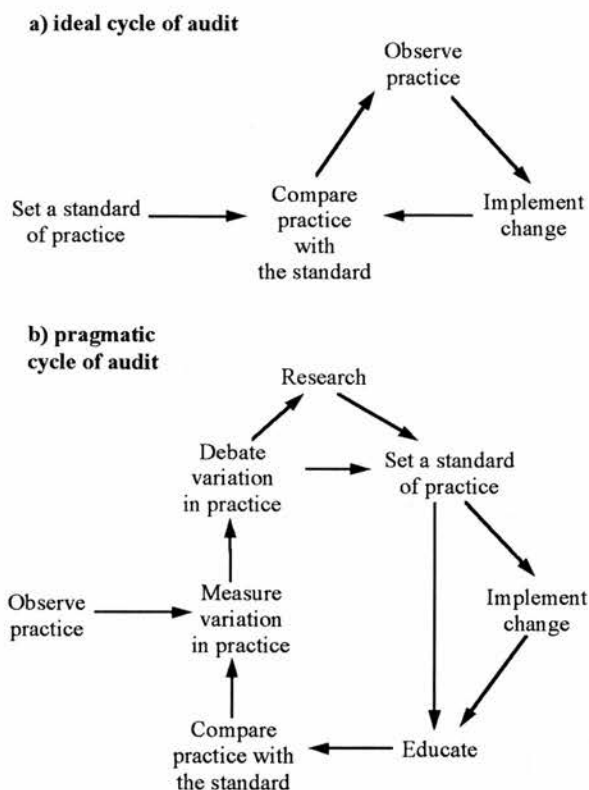 a) ideal cycle of audit
Observe
practice
Set a standard
of practice
Compare
practice
with
the standard
Implement
change
b) pragmatic
cycle of audit
Research
Debate
variation
in practice
Set a standard
of practice
Observe
practice
Measure
variation
in practice
Implement
change
Compare
practice with
the standard
Educate